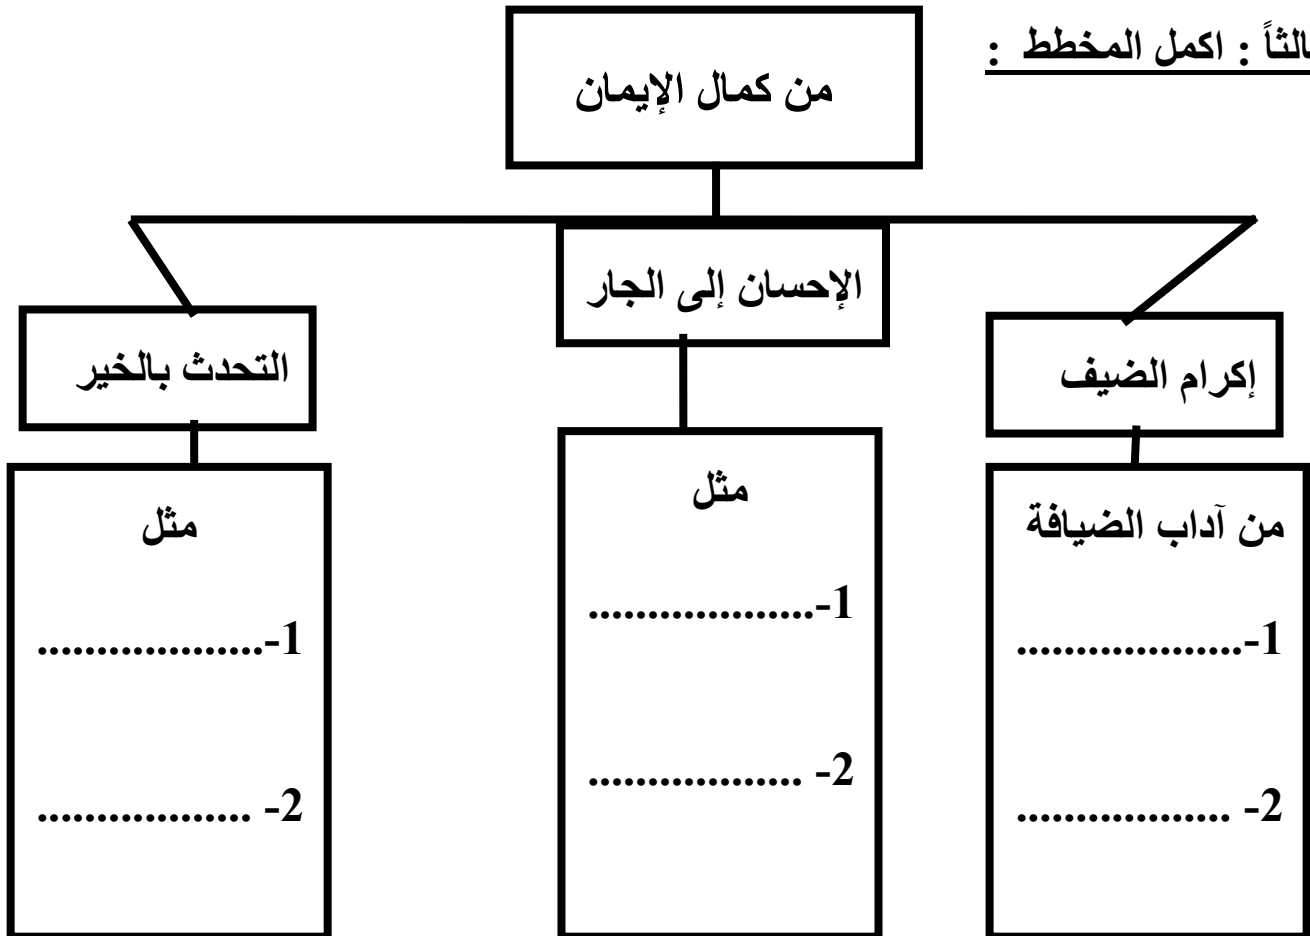 الثاً : اكمل المخطط :
من كمال الإيمان
إكرام الضيف
من آداب الضيافة
1-...................
2- ..................
الإحسان إلى الجار
مثل
1-...................
2- ..................
التحدث بالخير
مثل
1-...................
2- ..................